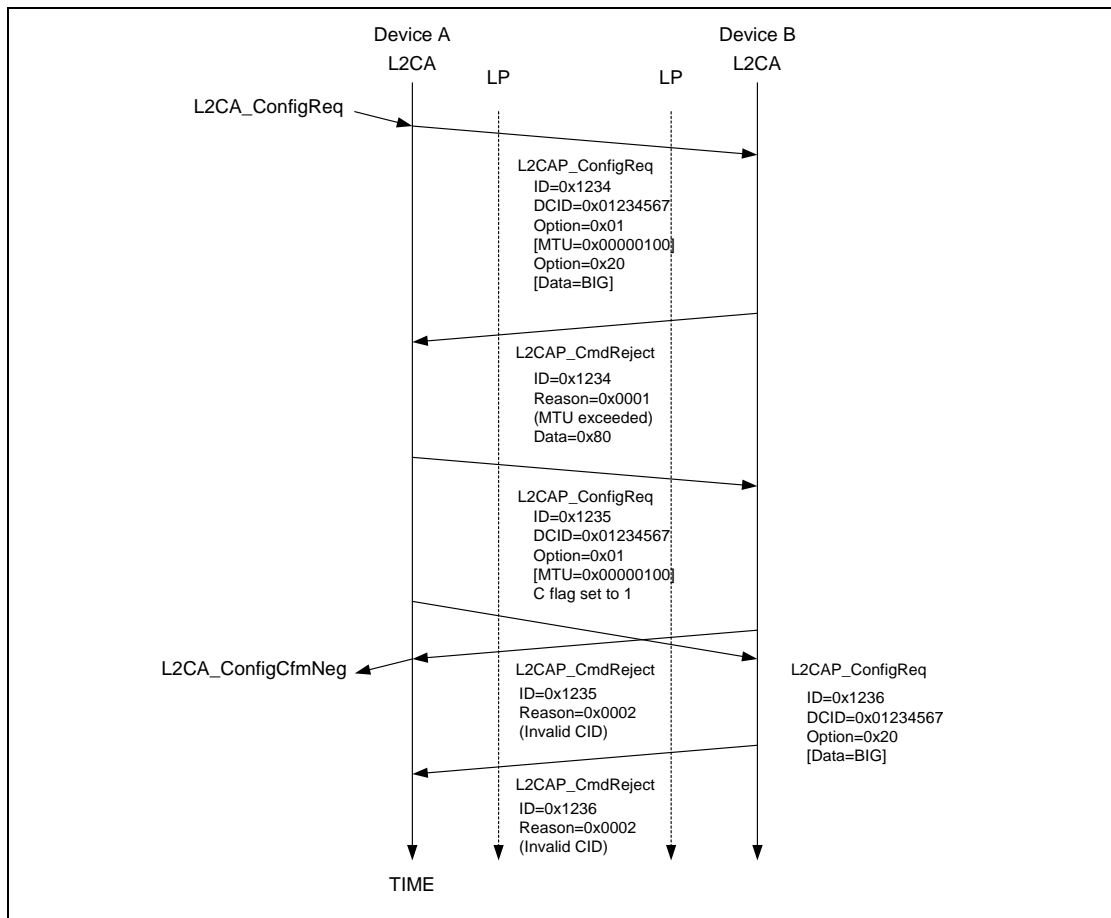 Device A
L2CA
LP
LP
Device B
L2CA
L2CA_ConfigReq
L2CAP_ConfigReq
ID=0x1234
DCID=0x01234567
Option=0x01
[MTU=0x00000100]
Option=0x20
[Data=BIG]
L2CAP_CmdReject
ID=0x1234
Reason=0x0001
(MTU exceeded)
Data=0x80
L2CAP_ConfigReq
ID=0x1235
DCID=0x01234567
Option=0x01
[MTU=0x00000100]
C flag set to 1
L2CA_ConfigCfmNeg
L2CAP_CmdReject
ID=0x1235
Reason=0x0002
(Invalid CID)
L2CAP_ConfigReq
ID=0x1236
DCID=0x01234567
Option=0x20
[Data=BIG]
L2CAP_CmdReject
ID=0x1236
Reason=0x0002
(Invalid CID)
TIME